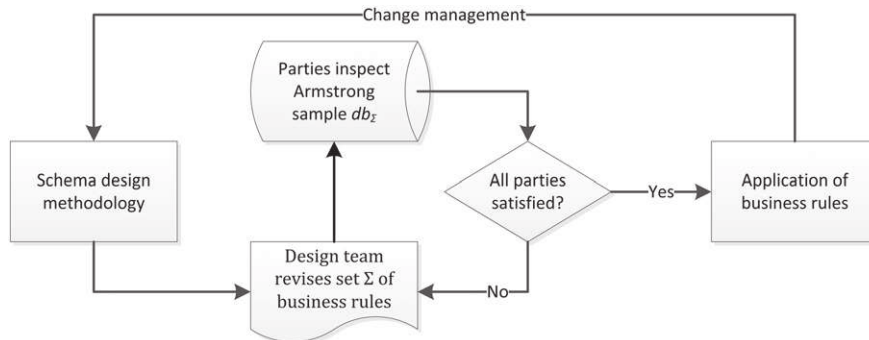 Change management
Parties inspect
Armstrong
sample db_Σ
Schema design
methodology
All parties
satisfied?
Yes
Application of
business rules
Design team
revises set Σ of
business rules
No